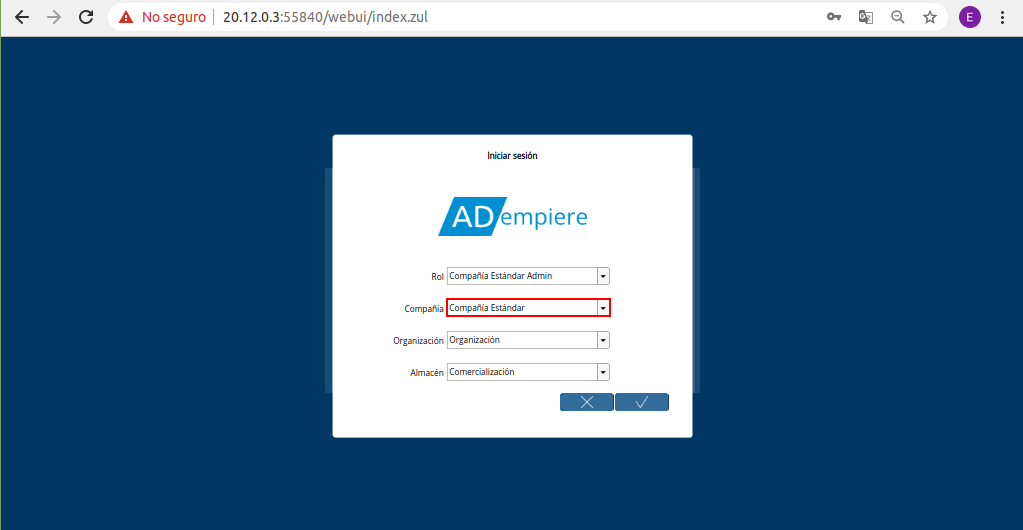 No seguro 20.12.0.3:55840/webui/index.zul
E
Iniciar sesión
ADempiere
Rol Compañía Estándar Admin
Compañía Compañía Estándar
Organización Organización
Almacén Comercialización